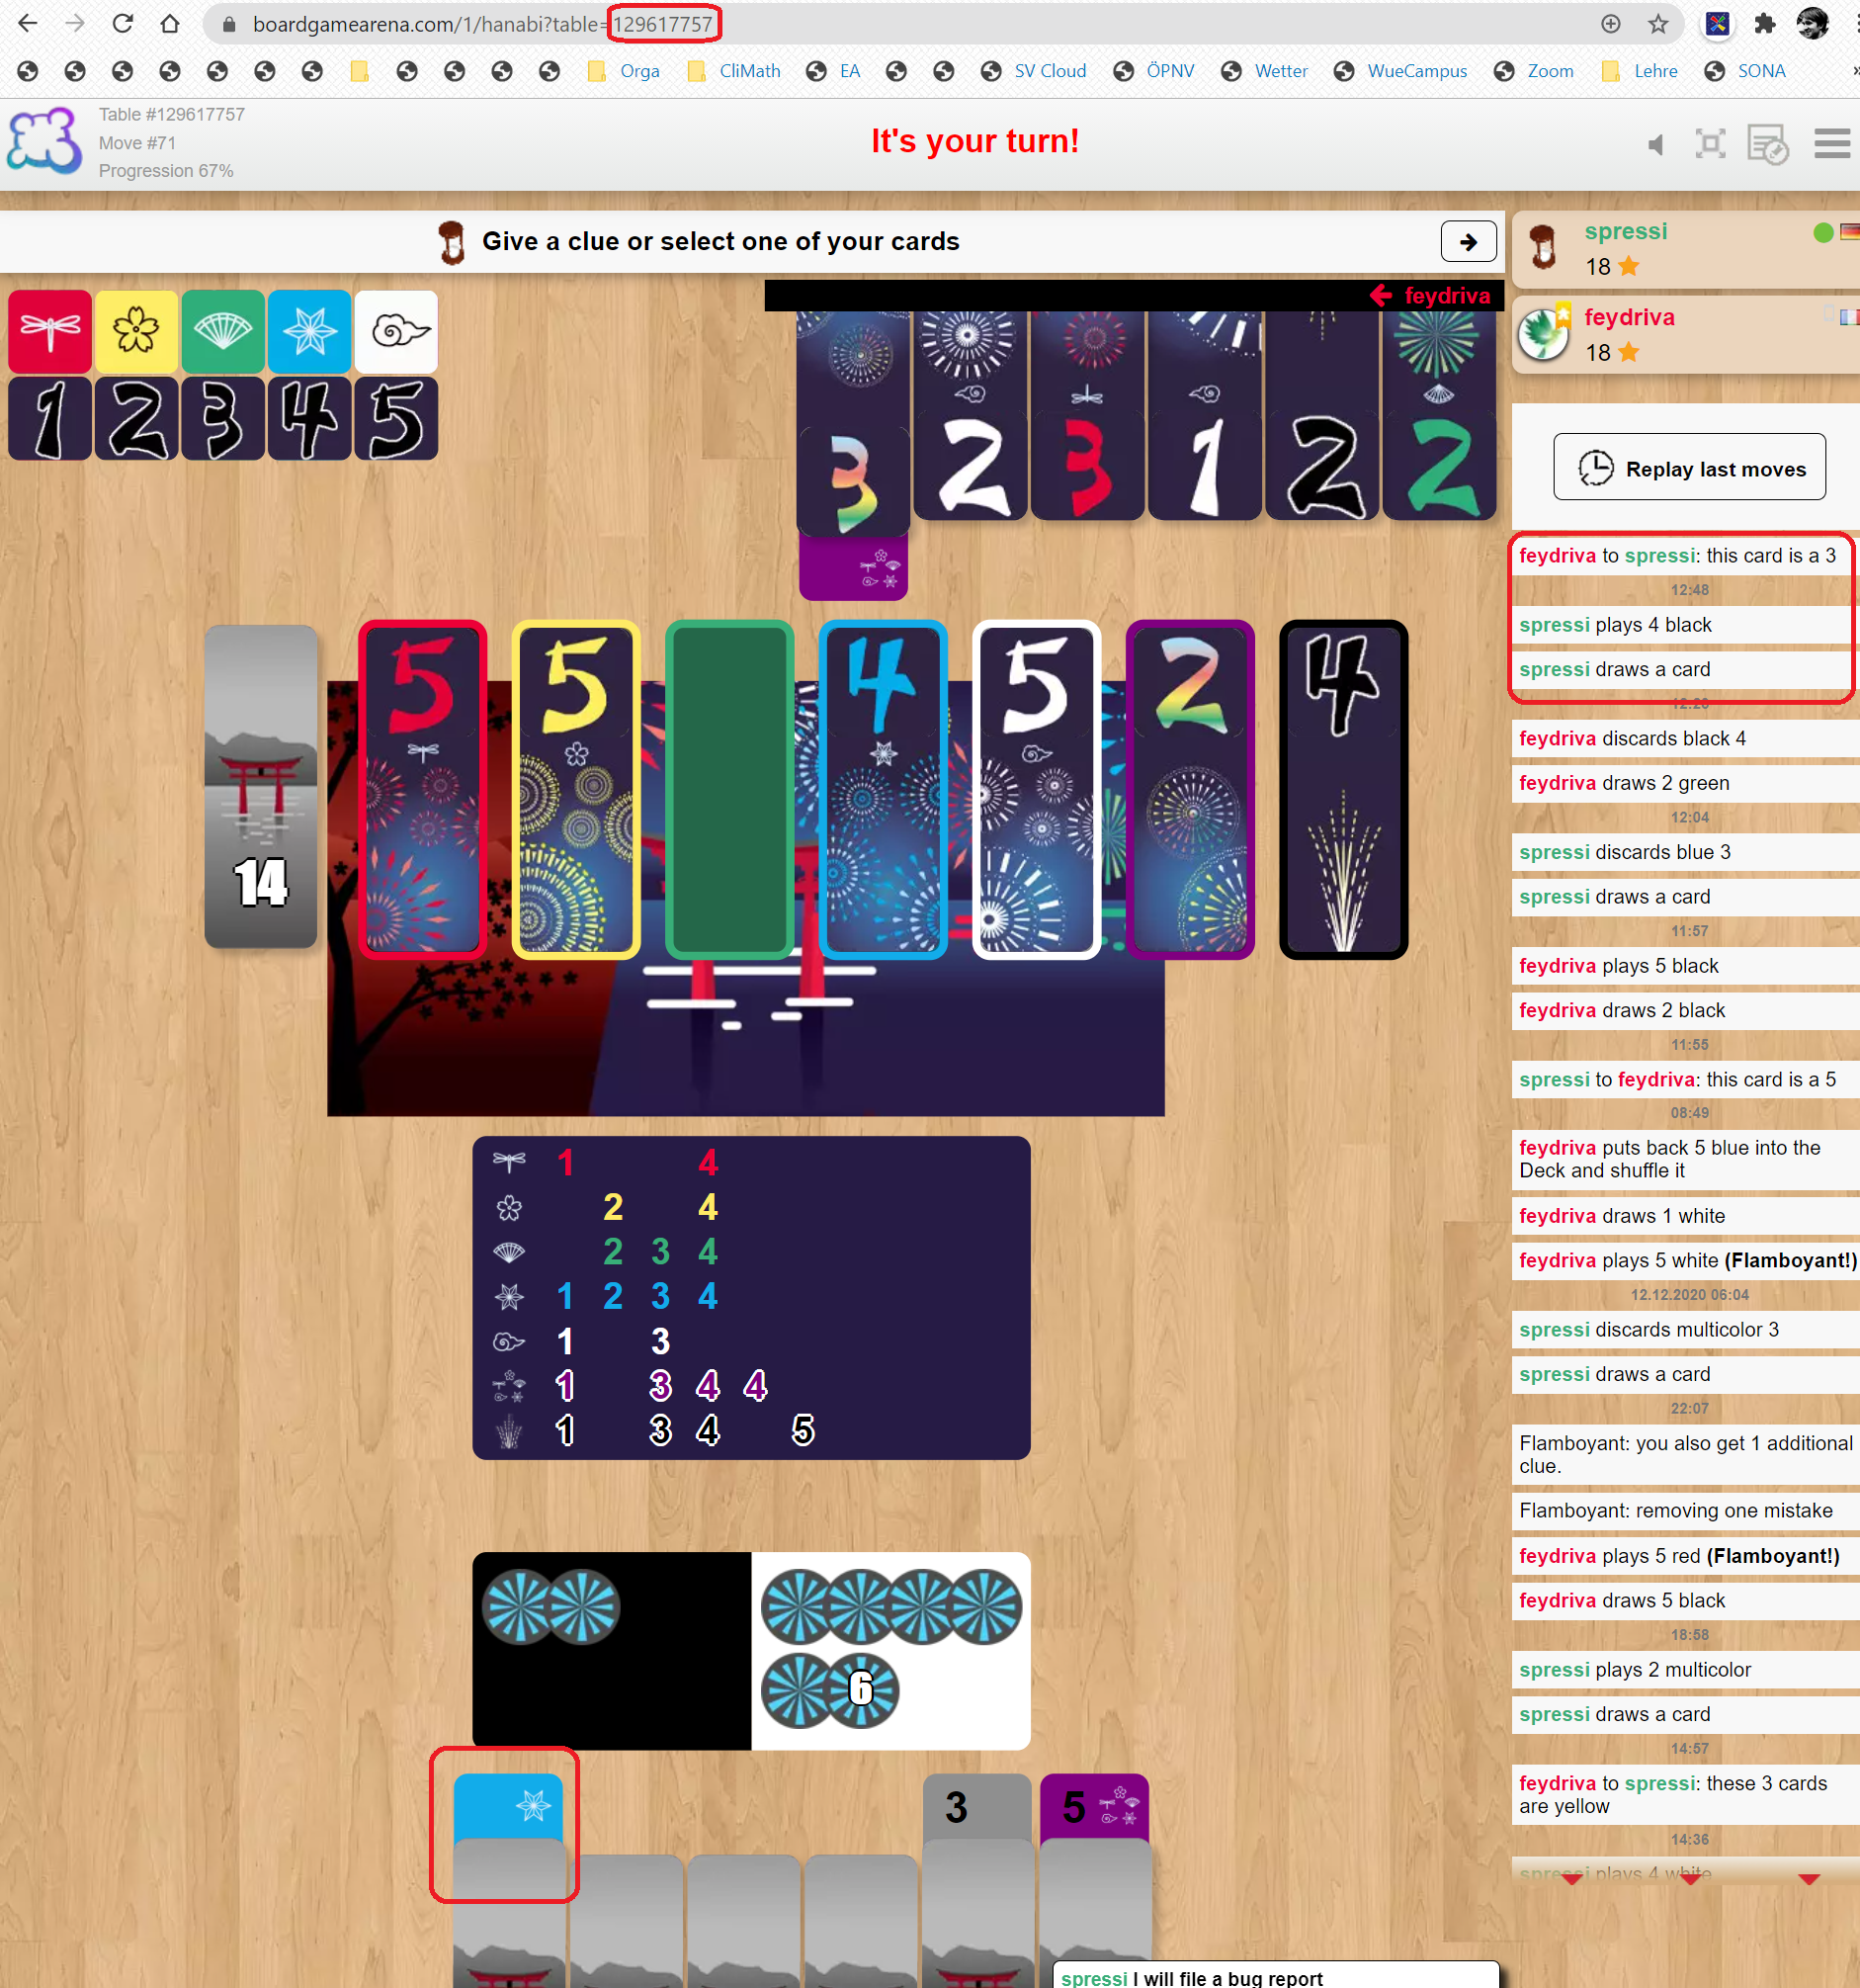 boardgamearena.com/1/hanabi?table=129617757
Orga
CliMath
EA
SV Cloud
ÖPNV
Wetter
WueCampus
Zoom
Lehre
SONA
»
Table #129617757
Move #71
Progression 67%
It's your turn!
Give a clue or select one of your cards
feydriva
1 2 3 4 5
3 2 3 1 2 2
spressi
18
feydriva
18
Replay last moves
14
5 5 4 5 2 4
1 4
2 4
2 3 4
1 2 3 4
1 3
1 3 4 4
1 3 4 5
6
3
5
feydriva to spressi: this card is a 3
12:48
spressi plays 4 black
spressi draws a card
feydriva discards black 4
feydriva draws 2 green
12:04
spressi discards blue 3
spressi draws a card
11:57
feydriva plays 5 black
feydriva draws 2 black
11:55
spressi to feydriva: this card is a 5
08:49
feydriva puts back 5 blue into the
Deck and shuffle it
feydriva draws 1 white
feydriva plays 5 white (Flamboyant!)
12.12.2020 06:04
spressi discards multicolor 3
spressi draws a card
22:07
Flamboyant: you also get 1 additional
clue.
Flamboyant: removing one mistake
feydriva plays 5 red (Flamboyant!)
feydriva draws 5 black
18:58
spressi plays 2 multicolor
spressi draws a card
14:57
feydriva to spressi: these 3 cards
are yellow
14:36
spressi plays 4 white
spressi I will file a bug report